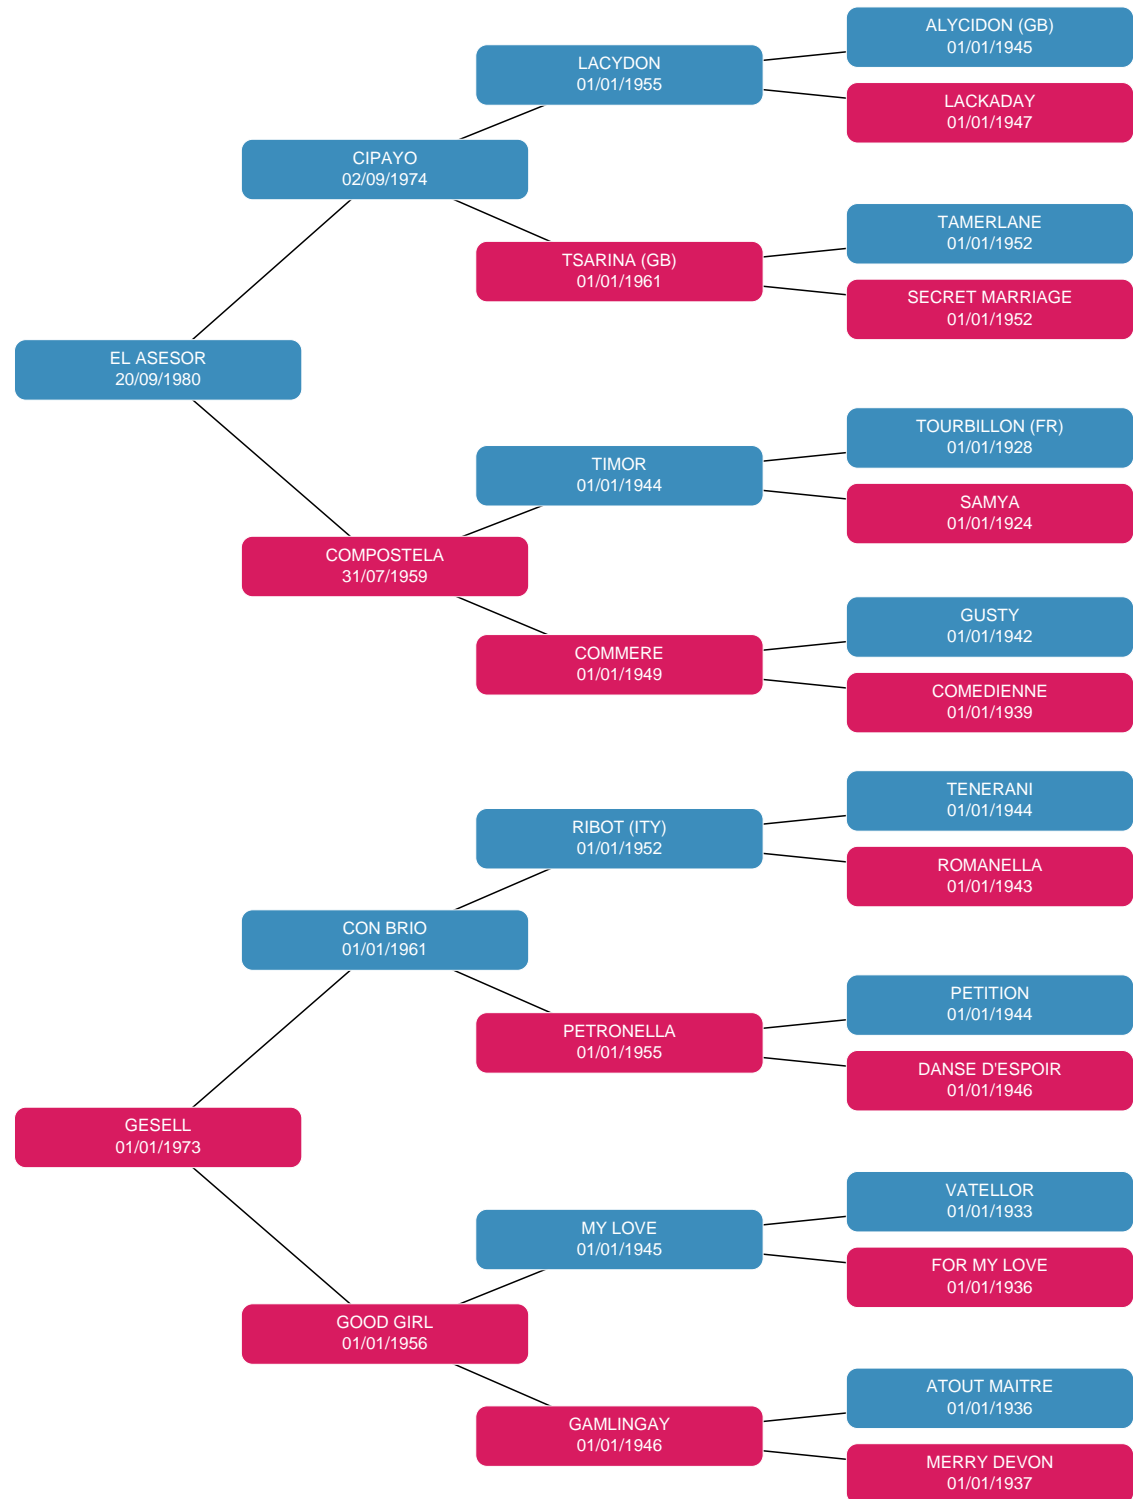 ALYCIDON (GB)
01/01/1945
LACYDON
01/01/1955
LACKADAY
01/01/1947
CIPAYO
02/09/1974
TAMERLANE
01/01/1952
TSARINA (GB)
01/01/1961
SECRET MARRIAGE
01/01/1952
EL ASESOR
20/09/1980
TOURBILLON (FR)
01/01/1928
TIMOR
01/01/1944
SAMYA
01/01/1924
COMPOSTELA
31/07/1959
GUSTY
01/01/1942
COMMERE
01/01/1949
COMEDIENNE
01/01/1939
TENERANI
01/01/1944
RIBOT (ITY)
01/01/1952
ROMANELLA
01/01/1943
CON BRIO
01/01/1961
PETITION
01/01/1944
PETRONELLA
01/01/1955
DANSE D'ESPOIR
01/01/1946
GESELL
01/01/1973
VATELLOR
01/01/1933
MY LOVE
01/01/1945
FOR MY LOVE
01/01/1936
GOOD GIRL
01/01/1956
ATOUT MAITRE
01/01/1936
GAMLINGAY
01/01/1946
MERRY DEVON
01/01/1937